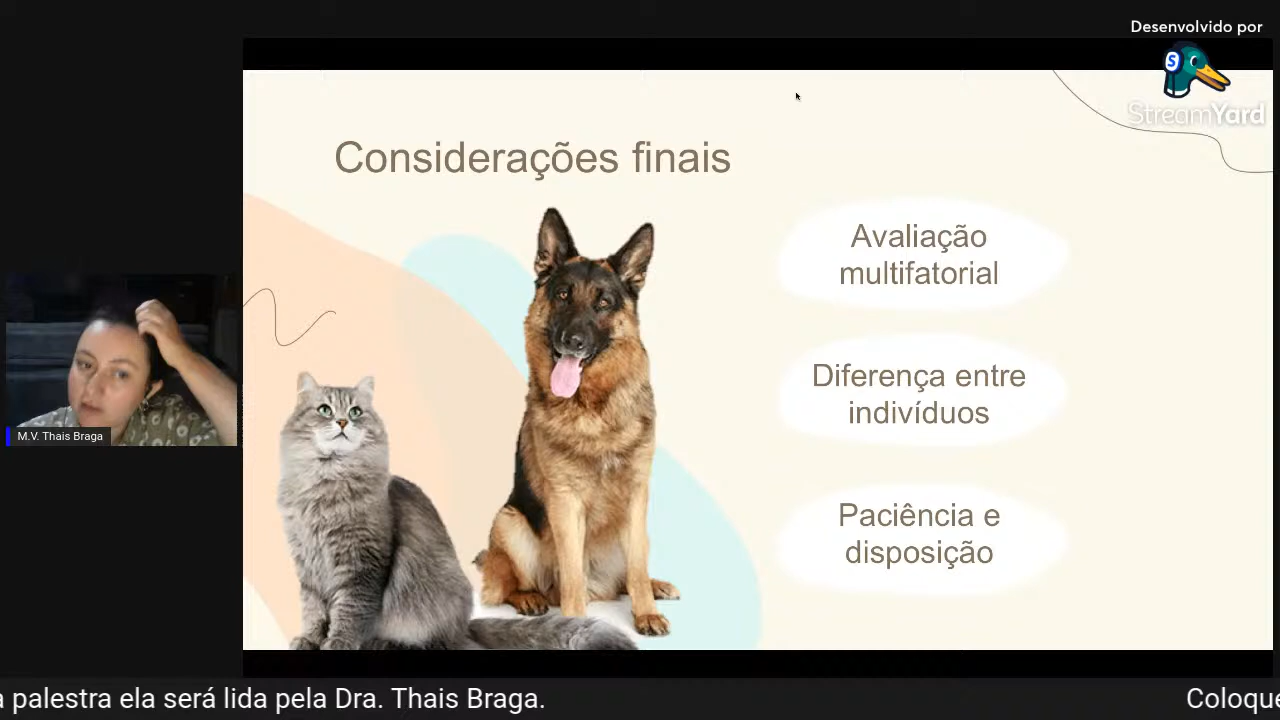 Desenvolvido por
S
StreamYard
Considerações finais
Avaliação
multifatorial
Diferença entre
indivíduos
Paciência e
disposição
M.V. Thais Braga
a palestra ela será lida pela Dra. Thais Braga.
Coloque